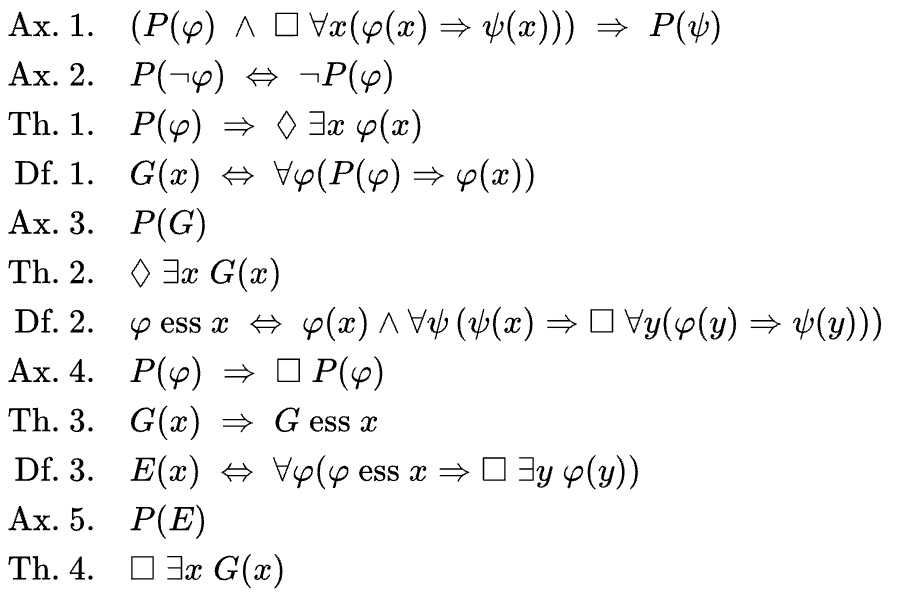 Ax. 1. (P(φ) ∧ □ ∀x(φ(x) ⇒ ψ(x))) ⇒ P(ψ)
Ax. 2. P(¬φ) ⇔ ¬P(φ)
Th. 1. P(φ) ⇒ ◇ ∃x φ(x)
Df. 1. G(x) ⇔ ∀φ(P(φ) ⇒ φ(x))
Ax. 3. P(G)
Th. 2. ◇ ∃x G(x)
Df. 2. φ ess x ⇔ φ(x) ∧ ∀ψ (ψ(x) ⇒ □ ∀y(φ(y) ⇒ ψ(y)))
Ax. 4. P(φ) ⇒ □ P(φ)
Th. 3. G(x) ⇒ G ess x
Df. 3. E(x) ⇔ ∀φ(φ ess x ⇒ □ ∃y φ(y))
Ax. 5. P(E)
Th. 4. □ ∃x G(x)